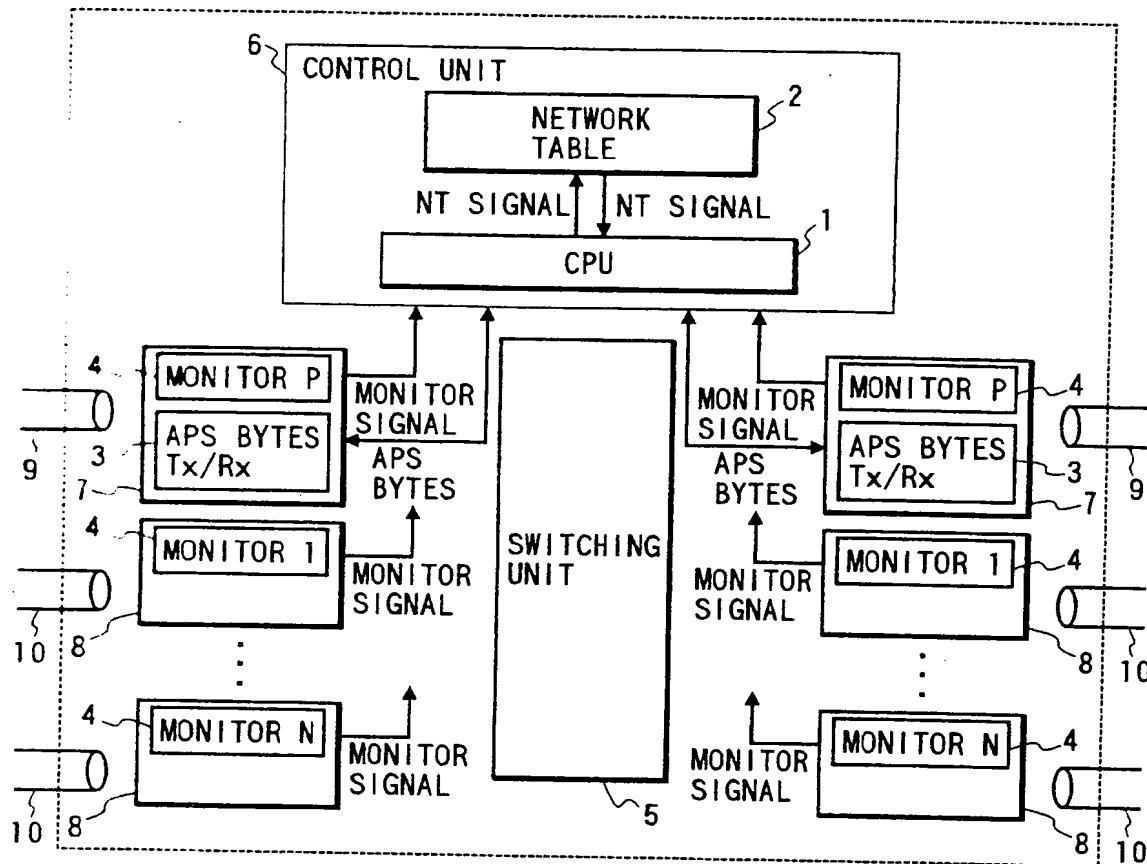 6
CONTROL UNIT
2
NETWORK
TABLE
NT SIGNAL
NT SIGNAL
1
CPU
4
MONITOR P
MONITOR
SIGNAL
3
APS BYTES
Tx/Rx
APS
BYTES
9
7
4
MONITOR 1
MONITOR
SIGNAL
10
8
4
MONITOR N
MONITOR
SIGNAL
10
8
SWITCHING
UNIT
5
MONITOR P
4
MONITOR
SIGNAL
APS BYTES
Tx/Rx
3
APS
BYTES
7
9
MONITOR 1
4
MONITOR
SIGNAL
8
10
MONITOR N
4
MONITOR
SIGNAL
8
10